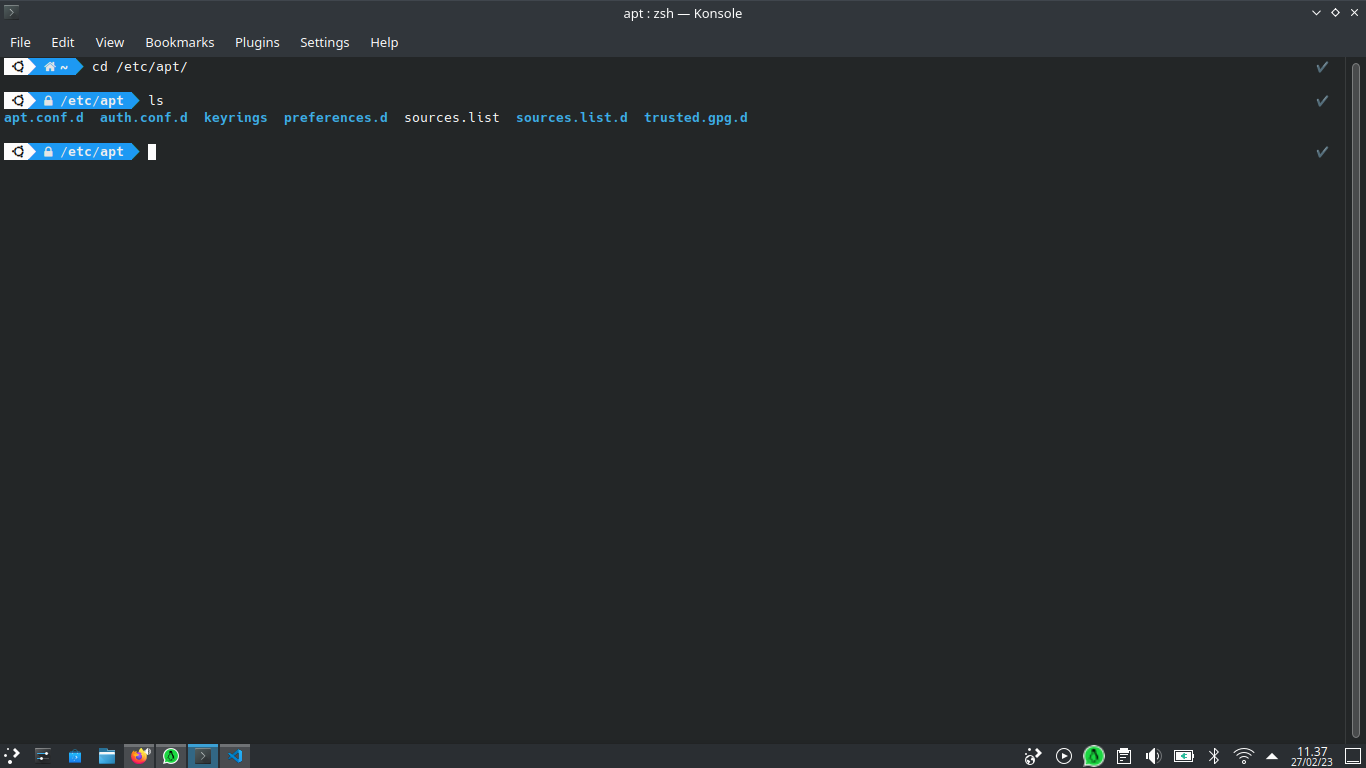 apt : zsh — Konsole
File Edit View Bookmarks Plugins Settings Help
~ cd /etc/apt/
/etc/apt ls
apt.conf.d auth.conf.d keyrings preferences.d sources.list sources.list.d trusted.gpg.d
/etc/apt
11.37
27/02/23